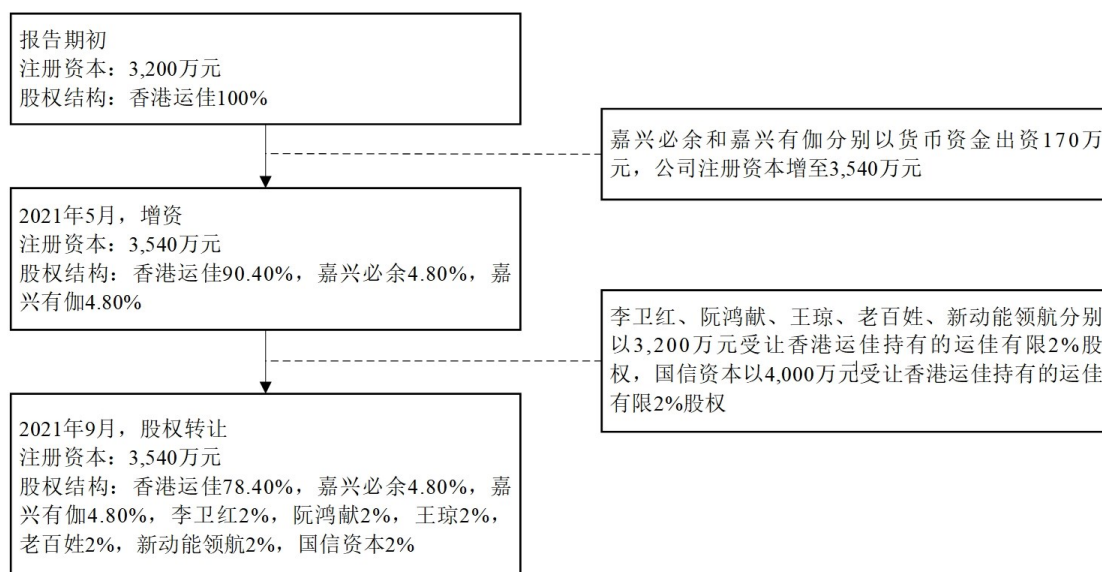 报告期初
注册资本：3,200万元
股权结构：香港运佳100%
嘉兴必余和嘉兴有伽分别以货币资金出资170万
元，公司注册资本增至3,540万元
2021年5月，增资
注册资本：3,540万元
股权结构：香港运佳90.40%，嘉兴必余4.80%，嘉
兴有伽4.80%
李卫红、阮鸿献、王琼、老百姓、新动能领航分别
以3,200万元受让香港运佳持有的运佳有限2%股
权，国信资本以4,000万元受让香港运佳持有的运佳
有限2%股权
2021年9月，股权转让
注册资本：3,540万元
股权结构：香港运佳78.40%，嘉兴必余4.80%，嘉
兴有伽4.80%，李卫红2%，阮鸿献2%，王琼2%，
老百姓2%，新动能领航2%，国信资本2%